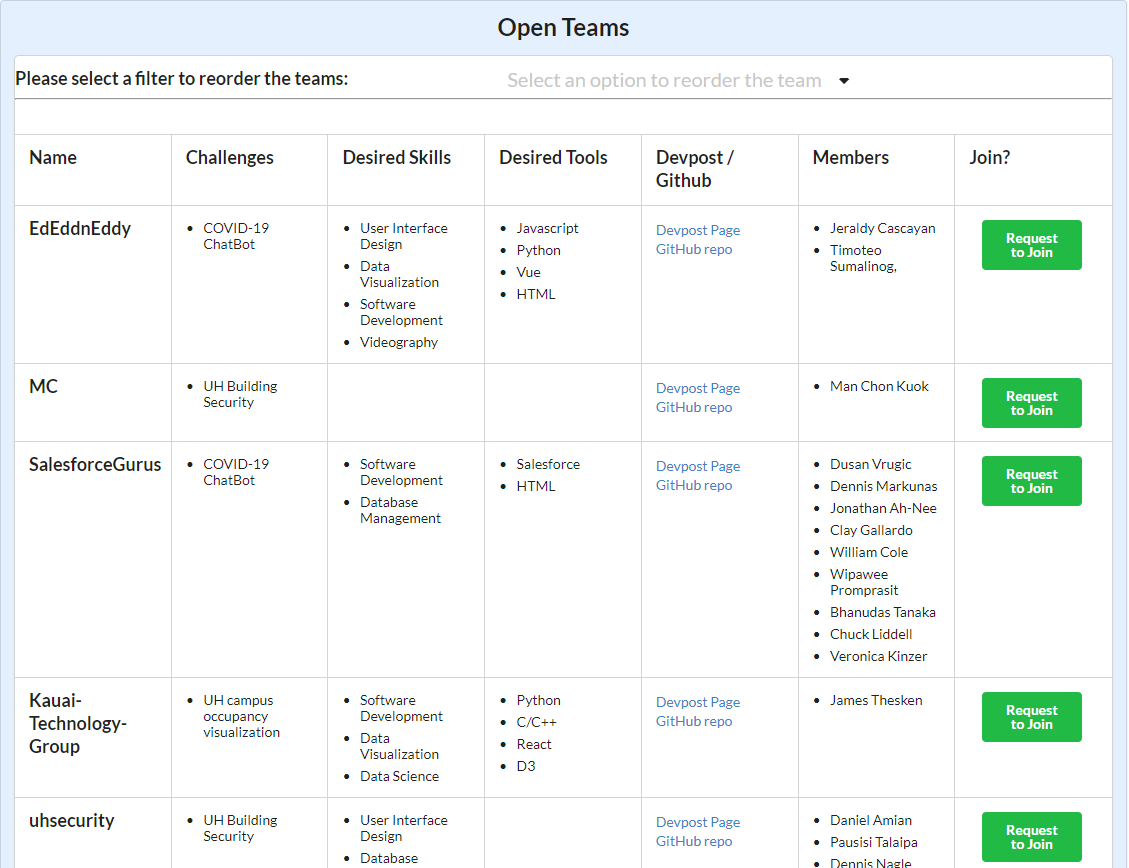 Open Teams
Please select a filter to reorder the teams:
Select an option to reorder the team
Name
Challenges
Desired Skills
Desired Tools
Devpost /
Github
Members
Join?
EdEddnEddy
COVID-19
ChatBot
User Interface
Design
Data
Visualization
Software
Development
Videography
Javascript
Python
Vue
HTML
Devpost Page
GitHub repo
Jeraldy Cascayan
Timoteo
Sumalinog,
Request
to Join
MC
UH Building
Security
Devpost Page
GitHub repo
Man Chon Kuok
Request
to Join
SalesforceGurus
COVID-19
ChatBot
Software
Development
Database
Management
Salesforce
HTML
Devpost Page
GitHub repo
Dusan Vrugic
Dennis Markunas
Jonathan Ah-Nee
Clay Gallardo
William Cole
Wipawee
Promprasit
Bhanudas Tanaka
Chuck Liddell
Veronica Kinzer
Request
to Join
Kauai-
Technology-
Group
UH campus
occupancy
visualization
Software
Development
Data
Visualization
Data Science
Python
C/C++
React
D3
Devpost Page
GitHub repo
James Thesken
Request
to Join
uhsecurity
UH Building
Security
User Interface
Design
Database
Devpost Page
GitHub repo
Daniel Amian
Pausisi Talaipa
Dennis Nagle
Request
to Join